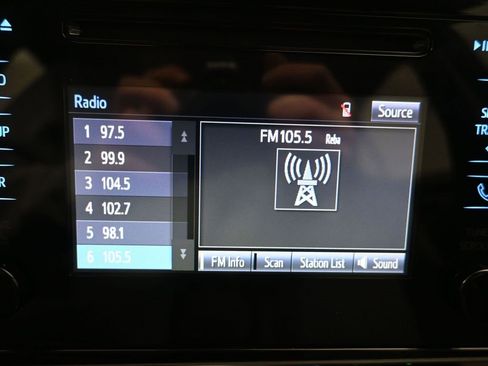 Radio
Source
1 97.5
2 99.9
3 104.5
4 102.7
5 98.1
6 105.5
FM105.5 Reba
FM Info
Scan
Station List
Sound